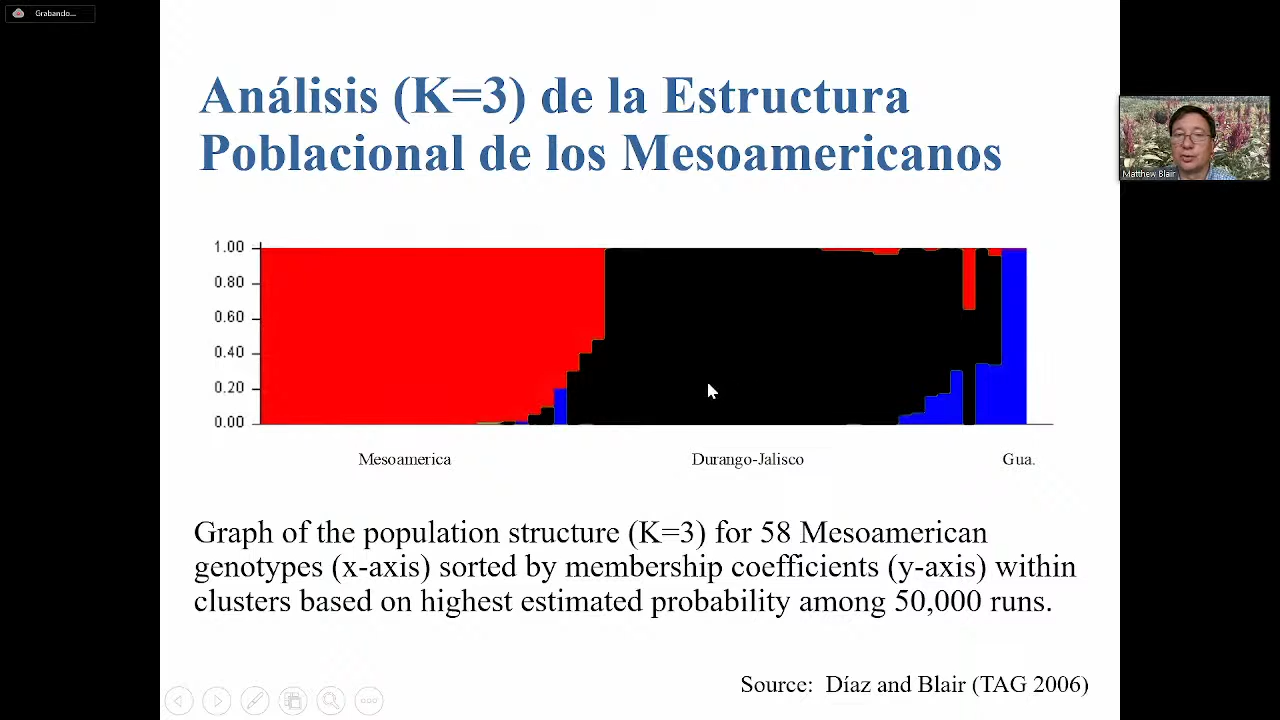 Grabando...
Análisis (K=3) de la Estructura
Poblacional de los Mesoamericanos
Matthew Blair
1.00
0.80
0.60
0.40
0.20
0.00
Mesoamerica Durango-Jalisco Gua.
Graph of the population structure (K=3) for 58 Mesoamerican
genotypes (x-axis) sorted by membership coefficients (y-axis) within
clusters based on highest estimated probability among 50,000 runs.
Source: Díaz and Blair (TAG 2006)